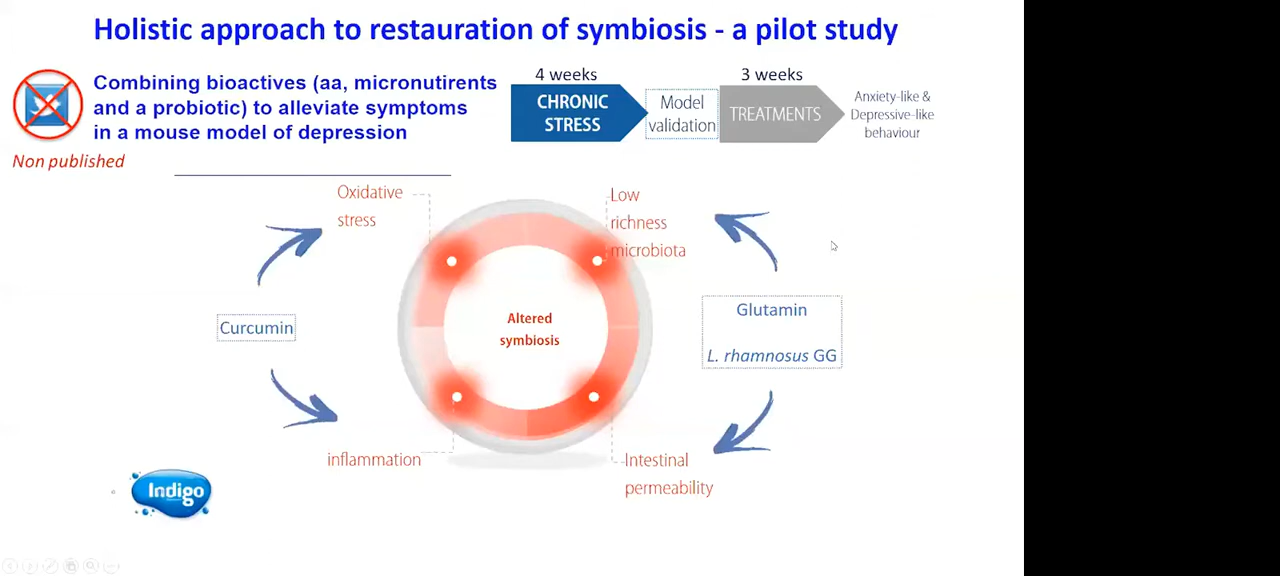 Holistic approach to restauration of symbiosis - a pilot study
Combining bioactives (aa, micronutirents
and a probiotic) to alleviate symptoms
in a mouse model of depression
Non published
4 weeks
CHRONIC
STRESS
Model
validation
3 weeks
TREATMENTS
Anxiety-like &
Depressive-like
behaviour
Oxidative
stress
Low
richness
microbiota
Curcumin
Altered
symbiosis
Glutamin
L. rhamnosus GG
inflammation
Intestinal
permeability
Indigo